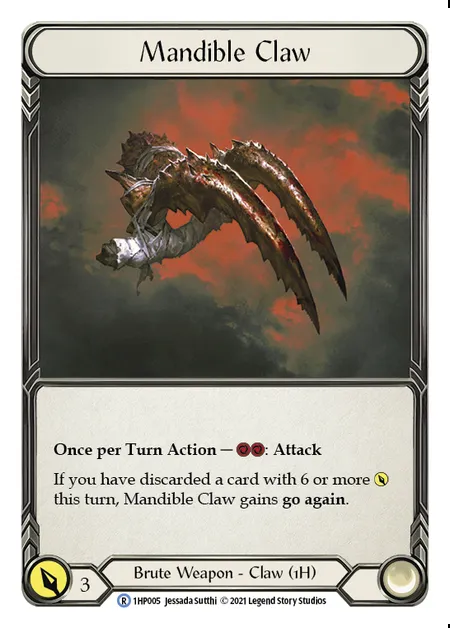 Mandible Claw
Once per Turn Action — : Attack
If you have discarded a card with 6 or more
this turn, Mandible Claw gains go again.
Brute Weapon - Claw (1H)
3
R 1HP005 Jessada Sutthi © 2021 Legend Story Studios